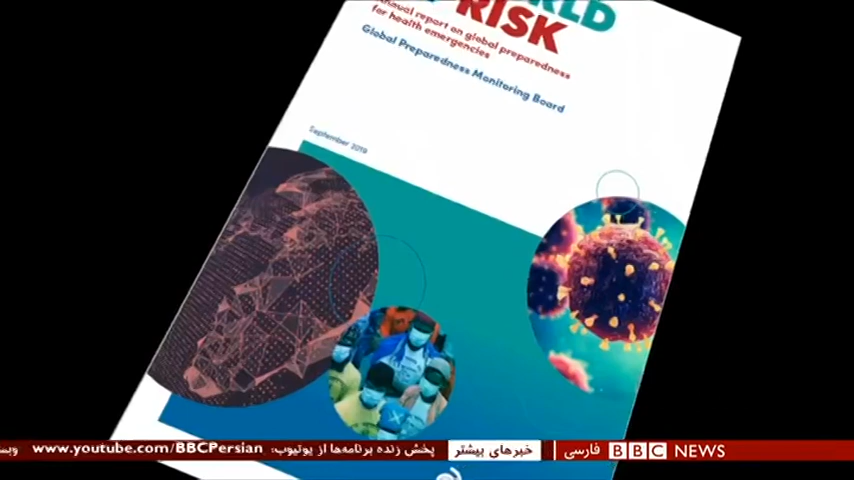 WORLD
RISK
annual report on global preparedness
for health emergencies
Global Preparedness Monitoring Board
September 2019
BBC NEWS فارسی
خبرهای بیشتر
پخش زنده برنامه‌ها از یوتیوب: www.youtube.com/BBCPersian